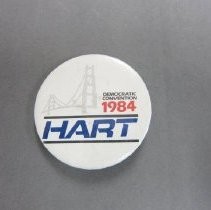 DEMOCRATIC
CONVENTION
1984
HART